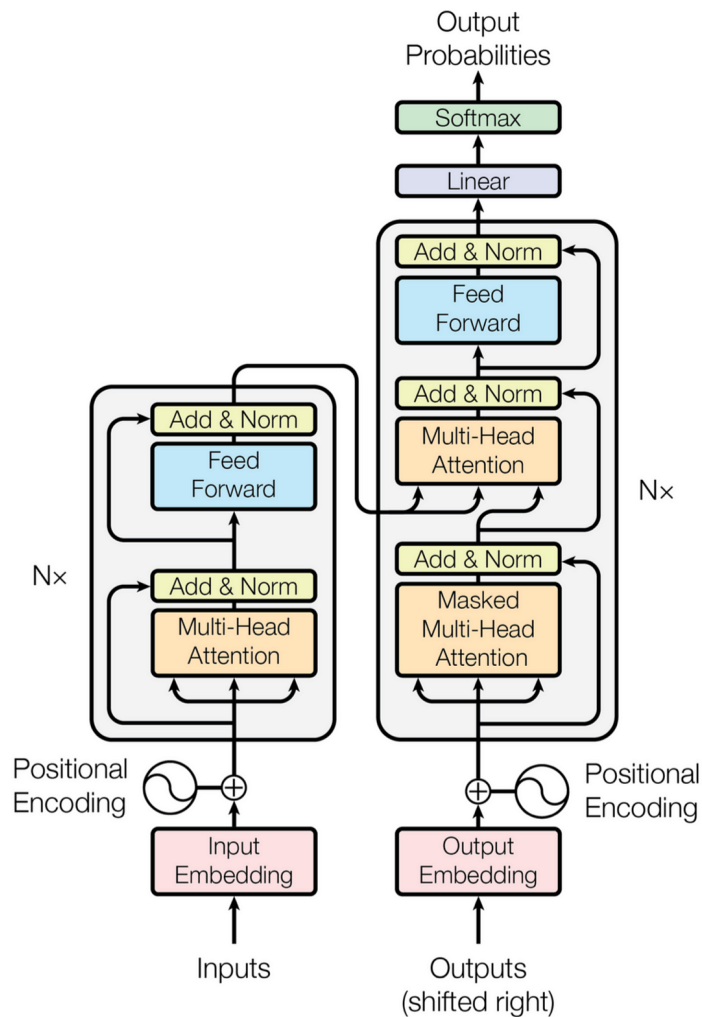 Output
Probabilities
Softmax
Linear
Add & Norm
Feed
Forward
Add & Norm
Multi-Head
Attention
N×
Add & Norm
Masked
Multi-Head
Attention
Add & Norm
Feed
Forward
N×
Add & Norm
Multi-Head
Attention
Positional
Encoding
Positional
Encoding
Input
Embedding
Output
Embedding
Inputs
Outputs
(shifted right)